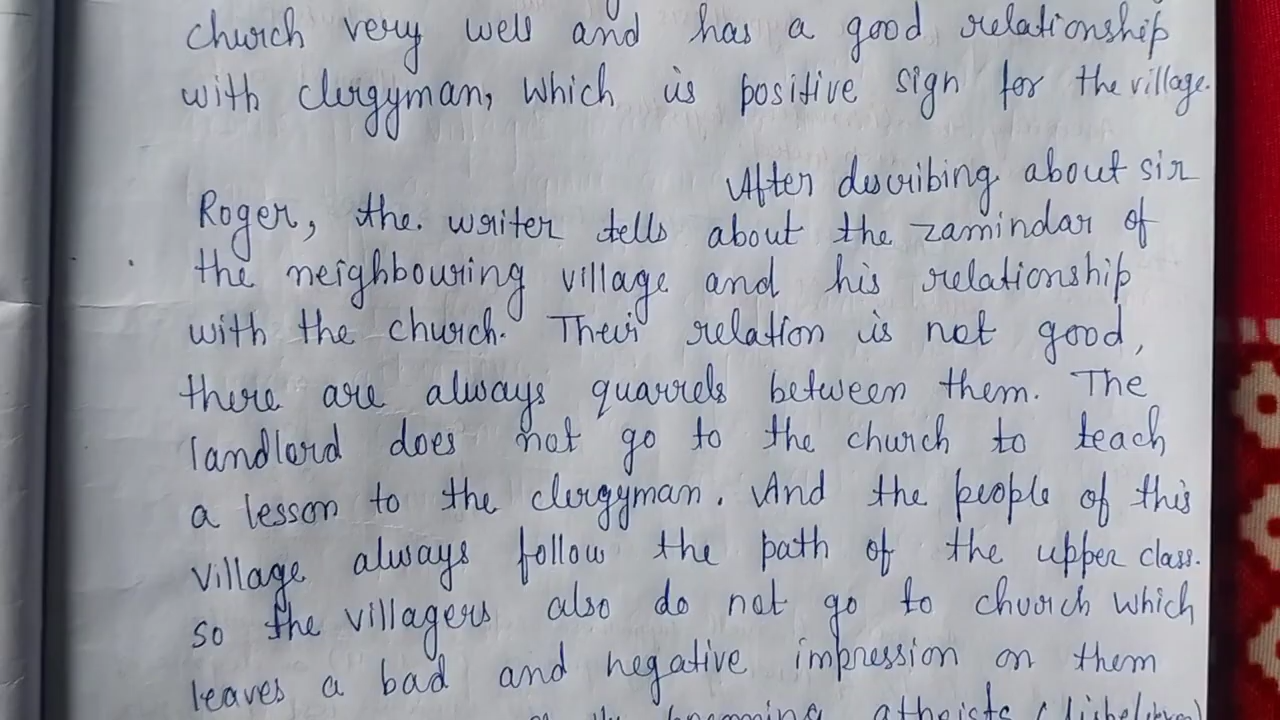 church very well and has a good relationship
with clergyman, which is positive sign for the village.
After describing about sir
Roger, the. writer tells about the zamindar of
the neighbouring village and his relationship
with the church. Their relation is not good,
there are always quarrels between them. The
landlord does not go to the church to teach
a lesson to the clergyman. And the people of this
village always follow the path of the upper class.
so the villagers also do not go to church which
leaves a bad and negative impression on them
atheists